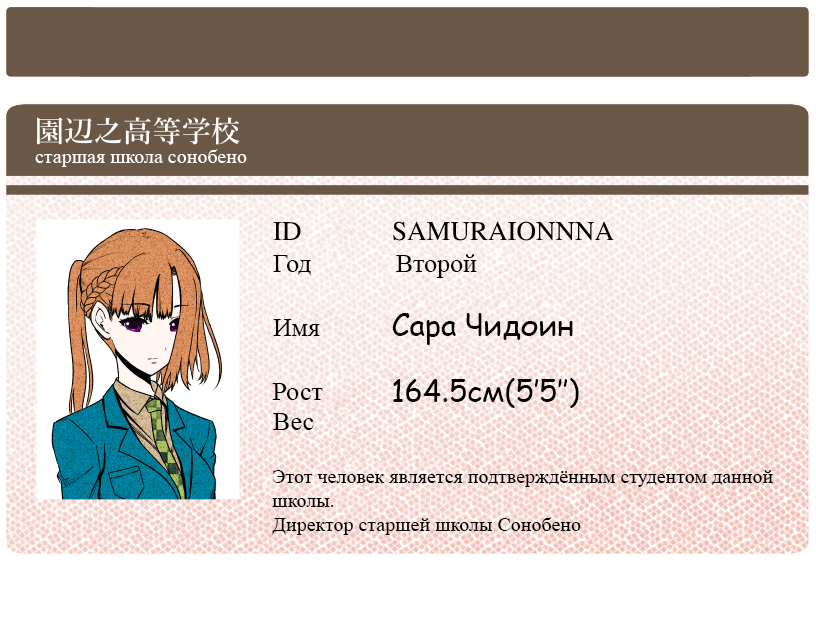 園辺之高等学校
старшая школа сонобено
ID SAMURAIONNNA
Год Второй
Имя Сара Чидоин
Рост 164.5см(5'5'')
Вес
Этот человек является подтверждённым студентом данной
школы.
Директор старшей школы Сонобено